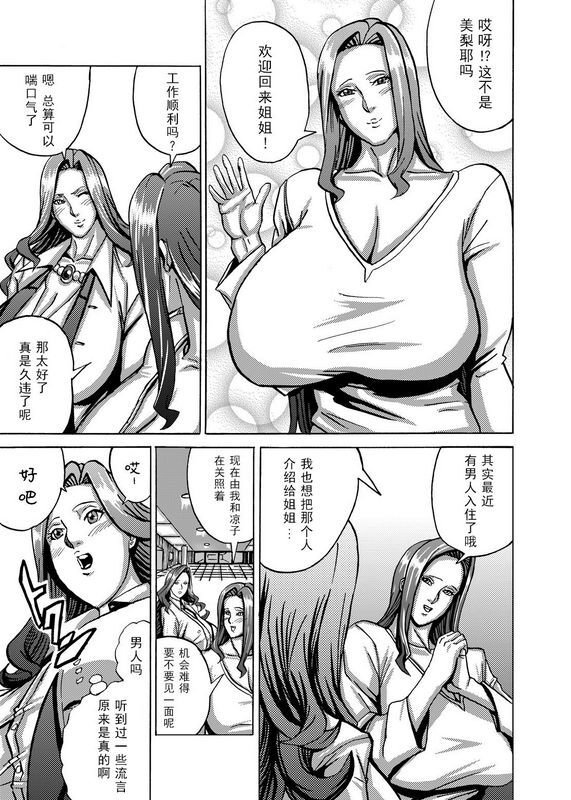 哎呀!?这不是
美梨耶吗
欢迎回来姐姐!
工作顺利吗?
嗯 总算可以
喘口气了
那太好了
真是久违了呢
其实最近
有男人入住了哦
我也想把那个人
介绍给姐姐…
现在由我和凉子
在关照着
机会难得
要不要见一面呢
哎!
好吧
ドクッ
男人吗
听到过一些流言
原来是真的啊